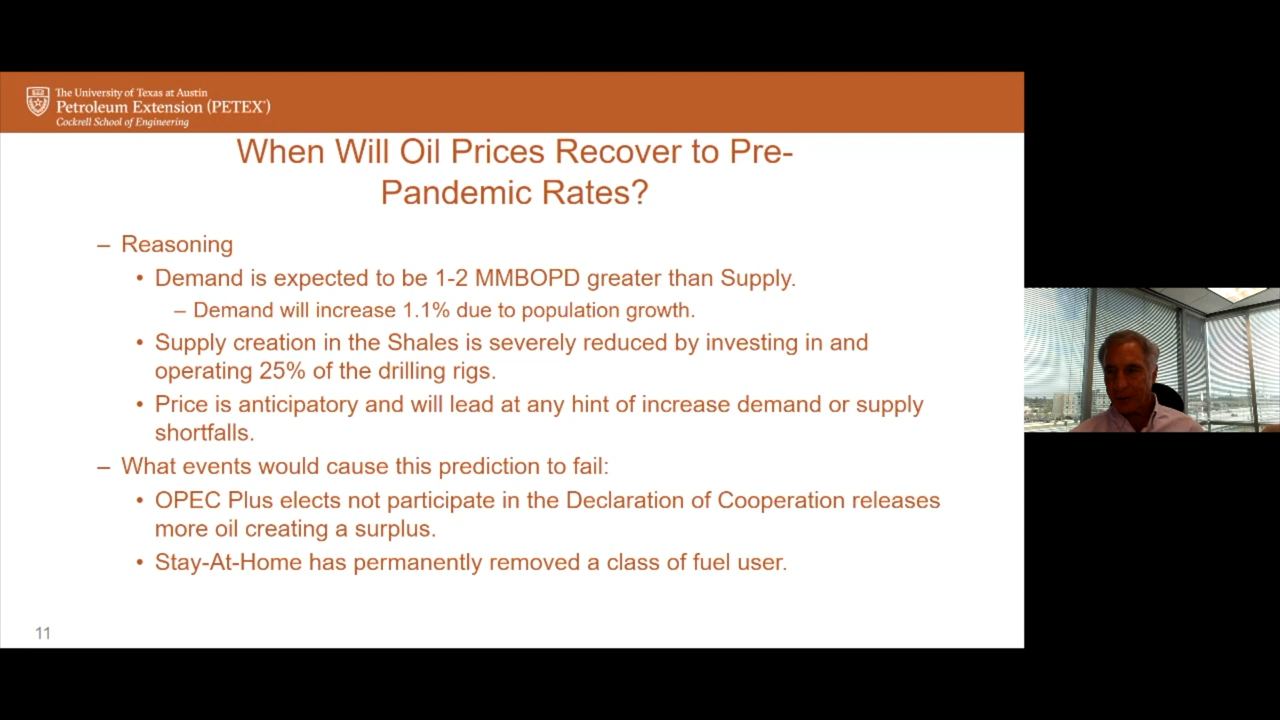 The University of Texas at Austin
Petroleum Extension (PETEX®)
Cockrell School of Engineering
When Will Oil Prices Recover to Pre-
Pandemic Rates?
– Reasoning
• Demand is expected to be 1-2 MMBOPD greater than Supply.
– Demand will increase 1.1% due to population growth.
• Supply creation in the Shales is severely reduced by investing in and
operating 25% of the drilling rigs.
• Price is anticipatory and will lead at any hint of increase demand or supply
shortfalls.
– What events would cause this prediction to fail:
• OPEC Plus elects not participate in the Declaration of Cooperation releases
more oil creating a surplus.
• Stay-At-Home has permanently removed a class of fuel user.
11